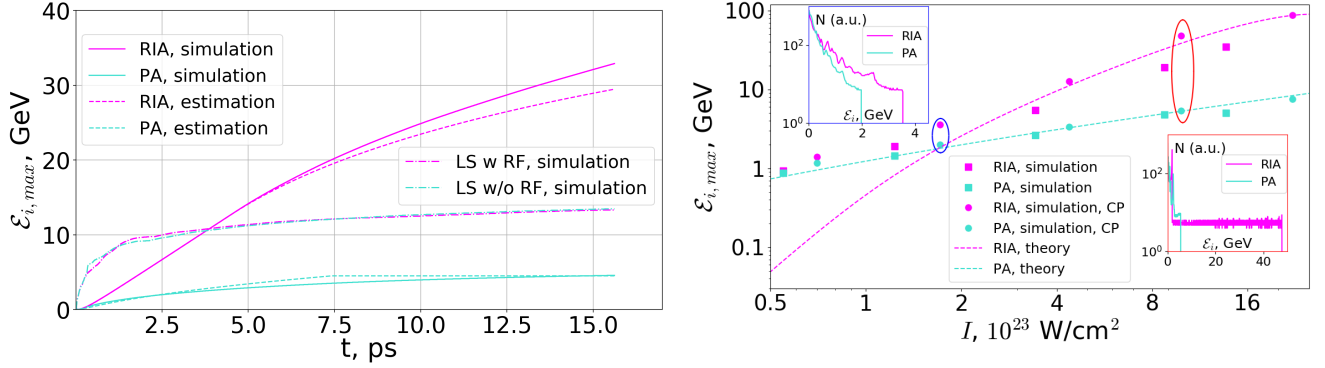 40
30
20
10
0
2.5
5.0
7.5
10.0
12.5
15.0
ℰi, max, GeV
t, ps
RIA, simulation
PA, simulation
RIA, estimation
PA, estimation
LS w RF, simulation
LS w/o RF, simulation
100
10
1
0.1
0.5
1
2
4
8
16
ℰi, max, GeV
I, 10²³ W/cm²
N (a.u.)
RIA
PA
10²
10⁰
0
2
4
ℰi, GeV
RIA, simulation
PA, simulation
RIA, simulation, CP
PA, simulation, CP
RIA, theory
PA, theory
N (a.u.)
RIA
PA
10²
10⁰
0
20
40
ℰi, GeV